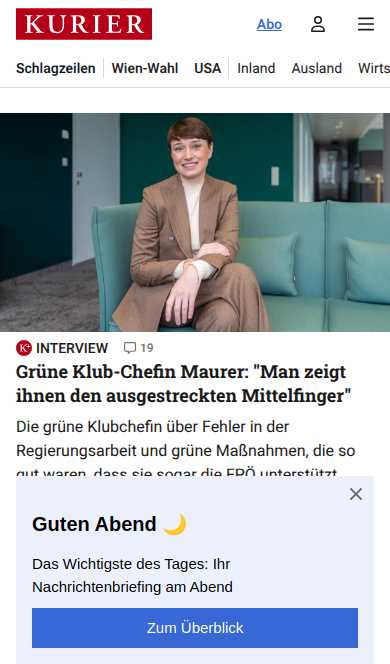 KURIER
Abo
Schlagzeilen Wien-Wahl USA Inland Ausland Wirts
K+ INTERVIEW 19
Grüne Klub-Chefin Maurer: "Man zeigt
ihnen den ausgestreckten Mittelfinger"
Die grüne Klubchefin über Fehler in der
Regierungsarbeit und grüne Maßnahmen, die so
gut waren, dass sie sogar die FPÖ unterstützt
Guten Abend 🌙
Das Wichtigste des Tages: Ihr
Nachrichtenbriefing am Abend
Zum Überblick